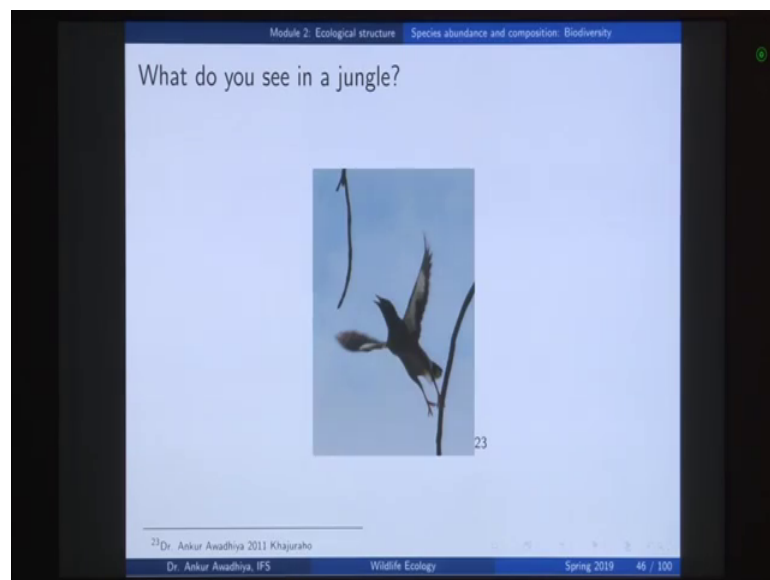 Module 2: Ecological structure Species abundance and composition: Biodiversity
What do you see in a jungle?
23
23Dr. Ankur Awadhiya 2011 Khajuraho
Dr. Ankur Awadhiya, IFS Wildlife Ecology Spring 2019 46 / 100